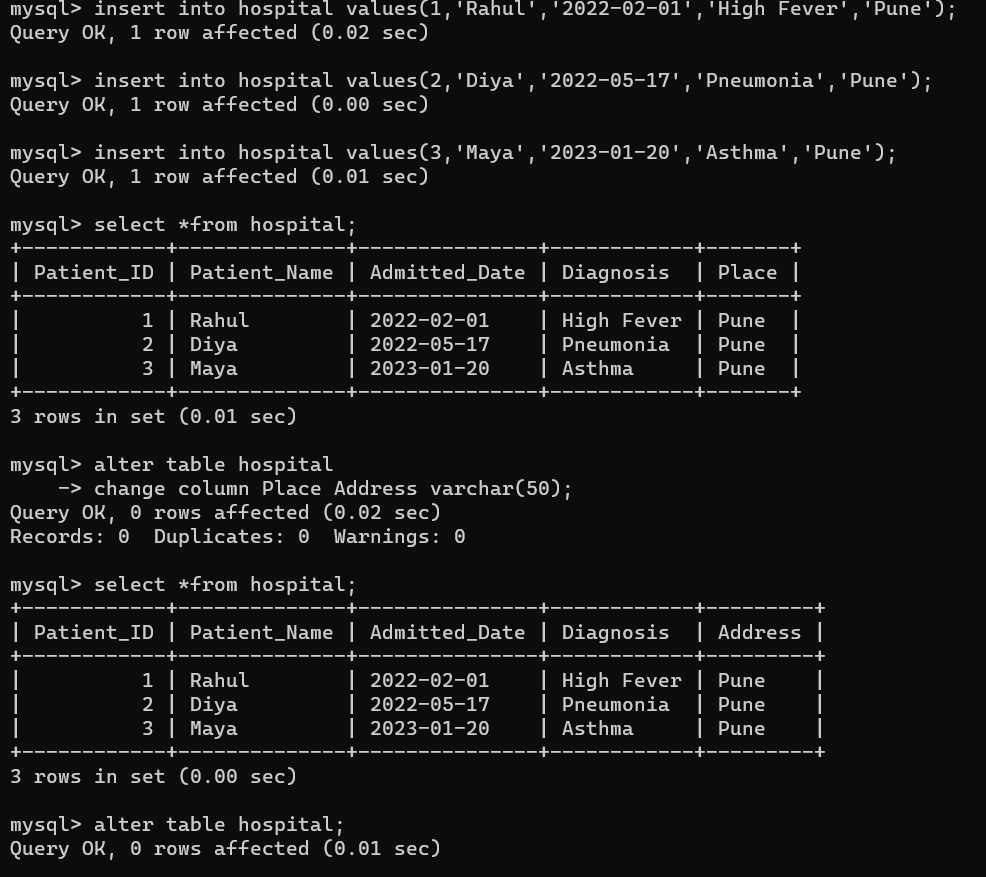 mysql> insert into hospital values(1,'Rahul','2022-02-01','High Fever','Pune');
Query OK, 1 row affected (0.02 sec)

mysql> insert into hospital values(2,'Diya','2022-05-17','Pneumonia','Pune');
Query OK, 1 row affected (0.00 sec)

mysql> insert into hospital values(3,'Maya','2023-01-20','Asthma','Pune');
Query OK, 1 row affected (0.01 sec)

mysql> select *from hospital;
+------------+--------------+---------------+------------+-------+
| Patient_ID | Patient_Name | Admitted_Date | Diagnosis  | Place |
+------------+--------------+---------------+------------+-------+
|          1 | Rahul        | 2022-02-01    | High Fever | Pune  |
|          2 | Diya         | 2022-05-17    | Pneumonia  | Pune  |
|          3 | Maya         | 2023-01-20    | Asthma     | Pune  |
+------------+--------------+---------------+------------+-------+
3 rows in set (0.01 sec)

mysql> alter table hospital
    -> change column Place Address varchar(50);
Query OK, 0 rows affected (0.02 sec)
Records: 0  Duplicates: 0  Warnings: 0

mysql> select *from hospital;
+------------+--------------+---------------+------------+---------+
| Patient_ID | Patient_Name | Admitted_Date | Diagnosis  | Address |
+------------+--------------+---------------+------------+---------+
|          1 | Rahul        | 2022-02-01    | High Fever | Pune    |
|          2 | Diya         | 2022-05-17    | Pneumonia  | Pune    |
|          3 | Maya         | 2023-01-20    | Asthma     | Pune    |
+------------+--------------+---------------+------------+---------+
3 rows in set (0.00 sec)

mysql> alter table hospital;
Query OK, 0 rows affected (0.01 sec)